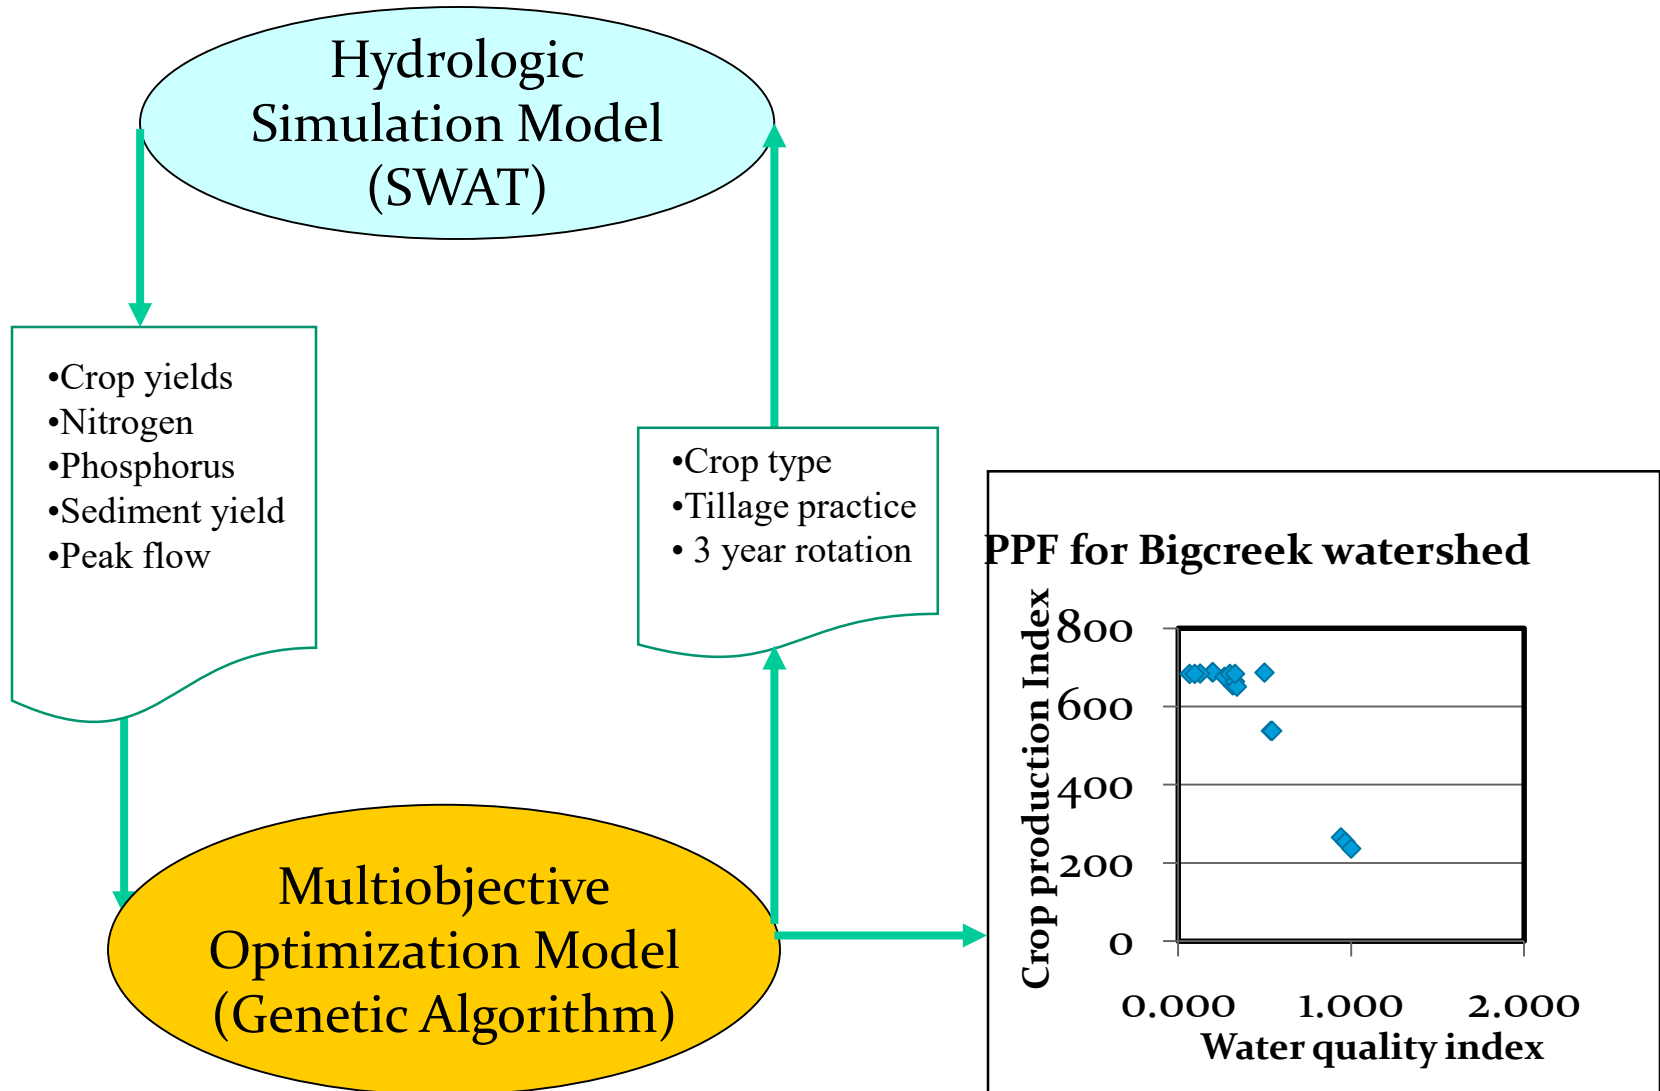 Hydrologic
Simulation Model
(SWAT)
•Crop yields
•Nitrogen
•Phosphorus
•Sediment yield
•Peak flow
•Crop type
•Tillage practice
• 3 year rotation
Multiobjective
Optimization Model
(Genetic Algorithm)
PPF for Bigcreek watershed
Crop production Index
800
600
400
200
0
0.000 1.000 2.000
Water quality index